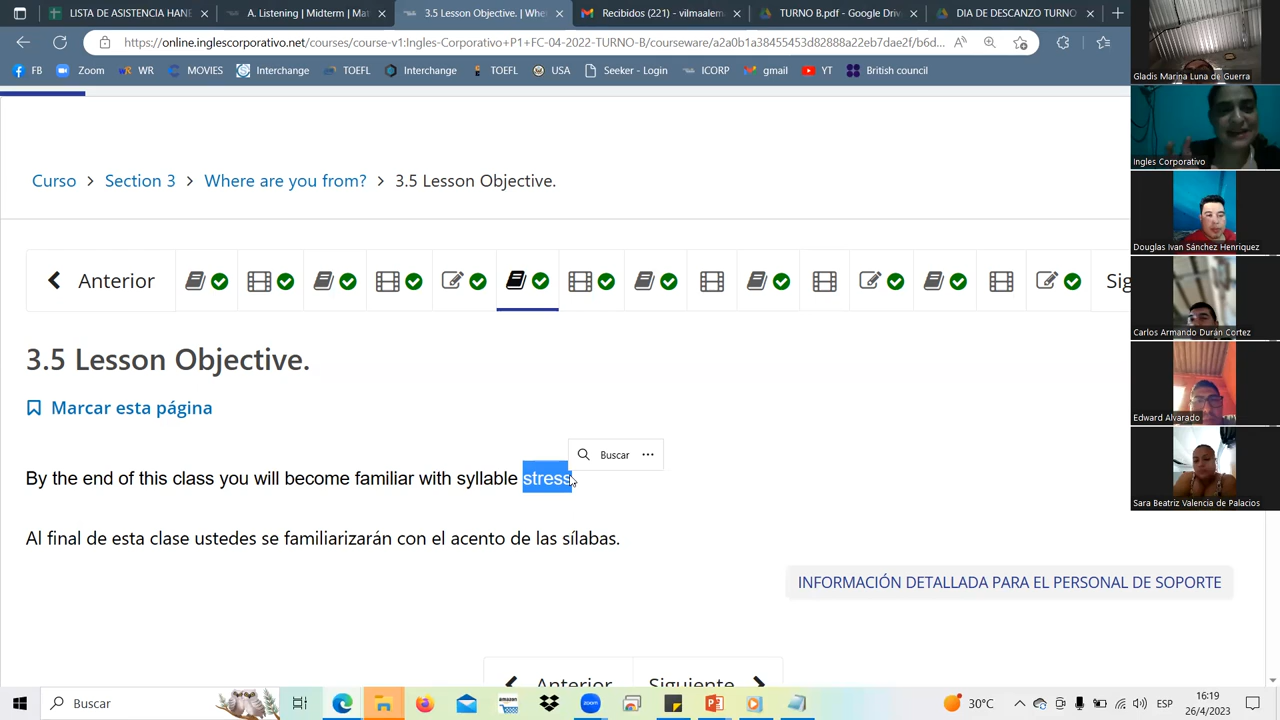 LISTA DE ASISTENCIA HANE
A. Listening | Midterm | Mat
3.5 Lesson Objective. | Wher
Recibidos (221) - vilmaalem
TURNO B.pdf - Google Driv
DIA DE DESCANZO TURNO
https://online.inglescorporativo.net/courses/course-v1:Ingles-Corporativo+P1+FC-04-2022-TURNO-B/courseware/a2a0b1a38455453d82888a22eb7dae2f/b6d...
FB
Zoom
WR
MOVIES
Interchange
TOEFL
Interchange
TOEFL
USA
Seeker - Login
ICORP
gmail
YT
British council
Curso > Section 3 > Where are you from? > 3.5 Lesson Objective.
Anterior
Sig
3.5 Lesson Objective.
Marcar esta página
Buscar
By the end of this class you will become familiar with syllable stress
Al final de esta clase ustedes se familiarizarán con el acento de las sílabas.
INFORMACIÓN DETALLADA PARA EL PERSONAL DE SOPORTE
Anterior
Siguiente
Gladis Marina Luna de Guerra
Ingles Corporativo
Douglas Ivan Sánchez Henriquez
Carlos Armando Durán Cortez
Edward Alvarado
Sara Beatriz Valencia de Palacios
Buscar
30°C
ESP
16:19
26/4/2023